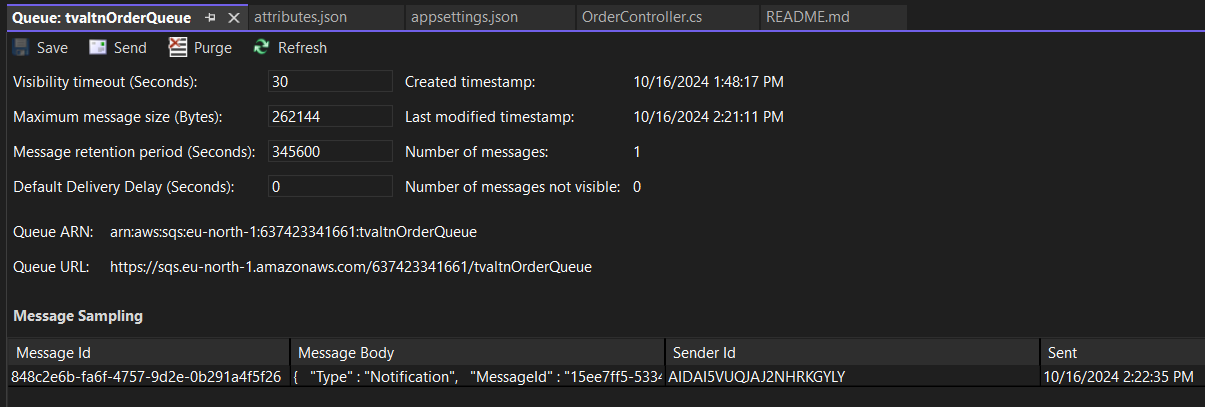 Queue: tvaltnOrderQueue attributes.json appsettings.json OrderController.cs README.md
Save Send Purge Refresh
Visibility timeout (Seconds): 30 Created timestamp: 10/16/2024 1:48:17 PM
Maximum message size (Bytes): 262144 Last modified timestamp: 10/16/2024 2:21:11 PM
Message retention period (Seconds): 345600 Number of messages: 1
Default Delivery Delay (Seconds): 0 Number of messages not visible: 0
Queue ARN: arn:aws:sqs:eu-north-1:637423341661:tvaltnOrderQueue
Queue URL: https://sqs.eu-north-1.amazonaws.com/637423341661/tvaltnOrderQueue
Message Sampling
Message Id Message Body Sender Id Sent
848c2e6b-fa6f-4757-9d2e-0b291a4f5f26 { "Type" : "Notification", "MessageId" : "15ee7ff5-5334 AIDAI5VUQJAJ2NHRKGYLY 10/16/2024 2:22:35 PM